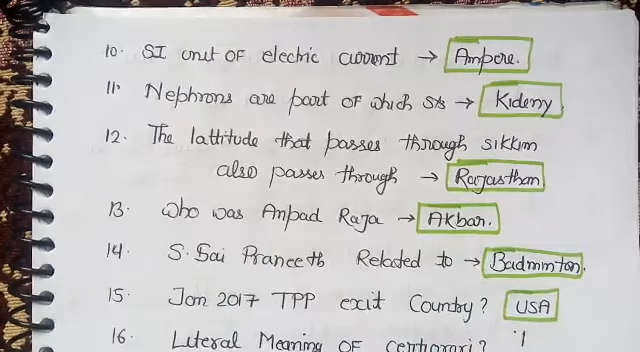 10. SI unit OF electric current → Ampere.
11. Nephrons are part of which sts → Kideny
12. The lattitude that passes through sikkim
also passes through → Rajasthan
13. who was Anpad Raja → Akbar.
14. S. Sai Praneeth Related to → Badminton.
15. Jan 2017 TPP exit Country? USA
16. Literal Meaning OF certiorari?